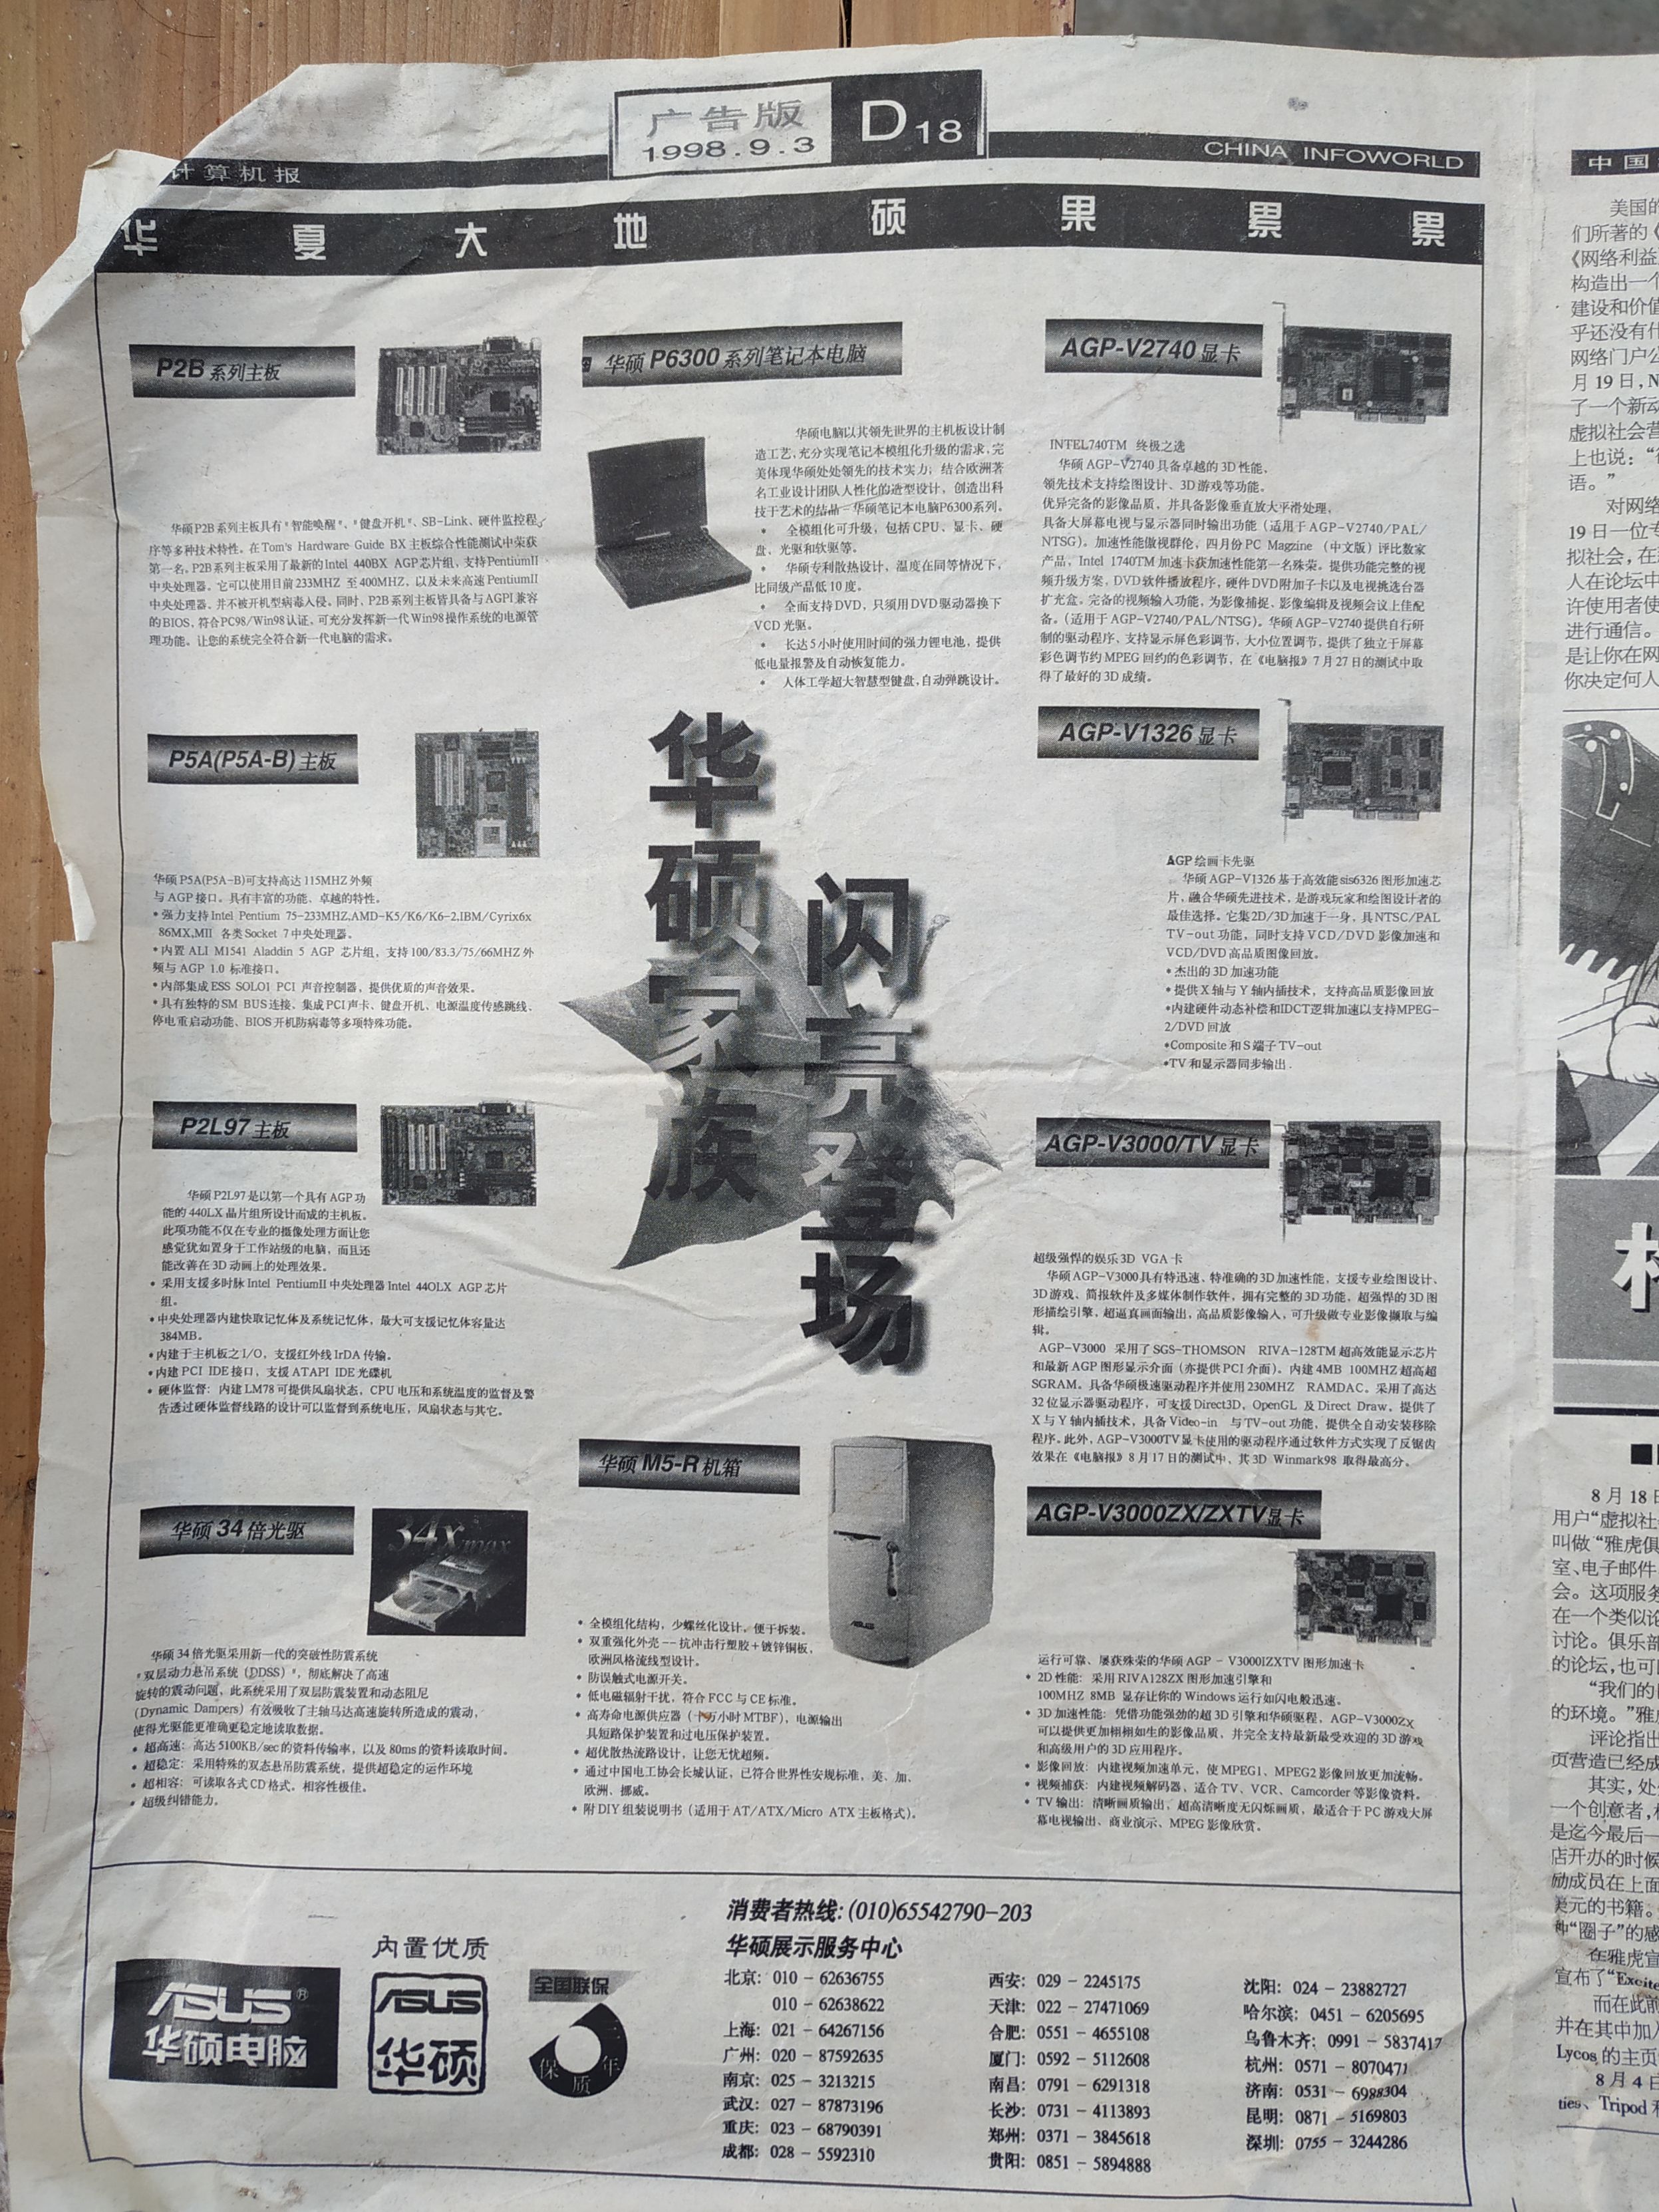 广告版
1998.9.3
D18
计算机报
CHINA INFOWORLD
华夏大地硕果累累
P2B系列主板
华硕P2B系列主板具有"智能唤醒"、"键盘开机"、SB-Link、硬件监控程
序等多种技术特性。在Tom's Hardware Guide BX主板综合性能测试中荣获
第一名。P2B系列主板采用了最新的Intel 440BX AGP芯片组，支持PentiumII
中央处理器。它可以使用目前233MHZ 至400MHZ，以及未来高速PentiumII
中央处理器。并不被开机型病毒入侵。同时，P2B系列主板皆具备与AGPI兼容
的BIOS，符合PC98/Win98认证，可充分发挥新一代Win98操作系统的电源管
理功能。让您的系统完全符合新一代电脑的需求。
P5A(P5A-B)主板
华硕P5A(P5A-B)可支持高达115MHZ外频
与AGP接口。具有丰富的功能、卓越的特性。
•强力支持Intel Pentium 75-233MHZ,AMD-K5/K6/K6-2,IBM/Cyrix6x
86MX,MII 各类Socket 7中央处理器。
•内置ALI M1541 Aladdin 5 AGP 芯片组，支持100/83.3/75/66MHZ外
频与AGP 1.0 标准接口。
•内部集成ESS SOLO1 PCI 声音控制器，提供优质的声音效果。
•具有独特的SM BUS连接、集成PCI声卡、键盘开机、电源温度传感跳线、
停电重启动功能、BIOS开机防病毒等多项特殊功能。
P2L97主板
华硕P2L97是以第一个具有AGP功
能的440LX晶片组所设计而成的主机板。
此项功能不仅在专业的摄像处理方面让您
感觉犹如置身于工作站级的电脑，而且还
能改善在3D动画上的处理效果。
• 采用支援多时脉Intel PentiumII中央处理器Intel 44OLX AGP芯片
组。
•中央处理器内建快取记忆体及系统记忆体，最大可支援记忆体容量达
384MB。
•内建于主机板之I/O，支援红外线IrDA传输。
•内建PCI IDE接口，支援ATAPI IDE光碟机
• 硬体监督：内建LM78可提供风扇状态，CPU电压和系统温度的监督及警
告透过硬体监督线路的设计可以监督到系统电压，风扇状态与其它。
华硕34倍光驱
34Xmax
华硕34倍光驱采用新一代的突破性防震系统
"双层动力悬吊系统（DDSS）"，彻底解决了高速
旋转的震动问题，此系统采用了双层防震装置和动态阻尼
(Dynamic Dampers) 有效吸收了主轴马达高速旋转所造成的震动，
使得光驱能更准确更稳定地读取数据。
• 超高速：高达5100KB/sec的资料传输率，以及80ms的资料读取时间。
• 超稳定：采用特殊的双态悬吊防震系统，提供超稳定的运作环境
• 超相容：可读取各式CD格式，相容性极佳。
• 超级纠错能力。
华硕P6300系列笔记本电脑
华硕电脑以其领先世界的主机板设计制
造工艺，充分实现笔记本模组化升级的需求，完
美体现华硕处处领先的技术实力；结合欧洲著
名工业设计团队人性化的造型设计，创造出科
技于艺术的结晶—华硕笔记本电脑P6300系列。
• 全模组化可升级，包括CPU、显卡、硬
盘，光驱和软驱等。
• 华硕专利散热设计，温度在同等情况下，
比同级产品低10度。
• 全面支持DVD，只须用DVD驱动器换下
VCD光驱。
• 长达5小时使用时间的强力锂电池，提供
低电量报警及自动恢复能力。
• 人体工学超大智慧型键盘，自动弹跳设计。
华硕家族
闪亮登场
华硕M5-R机箱
ASUS
• 全模组化结构，少螺丝化设计，便于拆装。
• 双重强化外壳——抗冲击行塑胶+镀锌铜板，
欧洲风格流线型设计。
• 防误触式电源开关。
• 低电磁辐射干扰，符合FCC与CE标准。
• 高寿命电源供应器（十万小时MTBF），电源输出
具短路保护装置和过电压保护装置。
• 超优散热流路设计，让您无忧超频。
• 通过中国电工协会长城认证，已符合世界性安规标准，美、加、
欧洲、挪威。
• 附DIY组装说明书（适用于AT/ATX/Micro ATX主板格式）。
AGP-V2740显卡
INTEL740TM 终极之选
华硕AGP-V2740具备卓越的3D性能，
领先技术支持绘图设计、3D游戏等功能。
优异完备的影像品质，并具备影像垂直放大平滑处理，
具备大屏幕电视与显示器同时输出功能（适用于AGP-V2740/PAL/
NTSG）。加速性能傲视群伦，四月份PC Magzine （中文版）评比数家
产品，Intel 1740TM加速卡获加速性能第一名殊荣。提供功能完整的视
频升级方案，DVD软件播放程序，硬件DVD附加子卡以及电视挑选台器
扩充盒。完备的视频输入功能，为影像捕捉、影像编辑及视频会议上佳配
备。（适用于AGP-V2740/PAL/NTSG）。华硕AGP-V2740提供自行研
制的驱动程序，支持显示屏色彩调节，大小位置调节，提供了独立于屏幕
彩色调节约MPEG回约的色彩调节，在《电脑报》7月27日的测试中取
得了最好的3D成绩。
AGP-V1326显卡
AGP绘画卡先驱
华硕AGP-V1326基于高效能sis6326图形加速芯
片，融合华硕先进技术，是游戏玩家和绘图设计者的
最佳选择。它集2D/3D加速于一身，具NTSC/PAL
TV-out功能，同时支持VCD/DVD影像加速和
VCD/DVD高品质图像回放。
•杰出的3D加速功能
•提供X轴与Y轴内插技术，支持高品质影像回放
•内建硬件动态补偿和IDCT逻辑加速以支持MPEG-
2/DVD回放
•Composite和S端子TV-out
•TV和显示器同步输出.
AGP-V3000/TV显卡
超级强悍的娱乐3D VGA卡
华硕AGP-V3000具有特迅速、特准确的3D加速性能，支援专业绘图设计、
3D游戏、简报软件及多媒体制作软件，拥有完整的3D功能，超强悍的3D图
形描绘引擎，超逼真画面输出，高品质影像输入，可升级做专业影像撷取与编
辑。
AGP-V3000 采用了SGS-THOMSON RIVA-128TM超高效能显示芯片
和最新AGP图形显示介面（亦提供PCI介面）。内建4MB 100MHZ超高超
SGRAM。具备华硕极速驱动程序并使用230MHZ RAMDAC。采用了高达
32位显示器驱动程序，可支援Direct3D，OpenGL 及Direct Draw。提供了
X与Y轴内插技术，具备Video-in 与TV-out功能，提供全自动安装移除
程序。此外，AGP-V3000TV显卡使用的驱动程序通过软件方式实现了反锯齿
效果在《电脑报》8月17日的测试中，其3D Winmark98 取得最高分。
AGP-V3000ZX/ZXTV显卡
运行可靠、屡获殊荣的华硕AGP - V3000IZXTV图形加速卡
• 2D性能：采用RIVA128ZX图形加速引擎和
100MHZ 8MB 显存让你的Windows运行如闪电般迅速。
• 3D加速性能：凭借功能强劲的超3D引擎和华硕驱程，AGP-V3000ZX
可以提供更加栩栩如生的影像品质，并完全支持最新最受欢迎的3D游戏
和高级用户的3D应用程序。
• 影像回放：内建视频加速单元，使MPEG1、MPEG2影像回放更加流畅。
• 视频捕获：内建视频解码器，适合TV、VCR、Camcorder等影像资料。
• TV输出：清晰画质输出，超高清晰度无闪烁画质，最适合于PC游戏大屏
幕电视输出、商业演示、MPEG影像欣赏。
ASUS®
华硕电脑
内置优质
ASUS
华硕
全国联保
保质二年
消费者热线：(010)65542790-203
华硕展示服务中心
北京：010 - 62636755
010 - 62638622
上海：021 - 64267156
广州：020 - 87592635
南京：025 - 3213215
武汉：027 - 87873196
重庆：023 - 68790391
成都：028 - 5592310
西安：029 - 2245175
天津：022 - 27471069
合肥：0551 - 4655108
厦门：0592 - 5112608
南昌：0791 - 6291318
长沙：0731 - 4113893
郑州：0371 - 3845618
贵阳：0851 - 5894888
沈阳：024 - 23882727
哈尔滨：0451 - 6205695
乌鲁木齐：0991 - 5837417
杭州：0571 - 8070471
济南：0531 - 6988304
昆明：0871 - 5169803
深圳：0755 - 3244286
中国
美国的
们所著的《
《网络利益
构造出一个
建设和价值
乎还没有什
网络门户公
月19日，N
了一个新动
虚拟社会营
上也说：“
语。”
对网络
19日一位专
拟社会，在
人在论坛中
许使用者使
进行通信。
是让你在网
你决定何人
8月18日
用户“虚拟社
叫做“雅虎俱
室、电子邮件
会。这项服务
在一个类似论
讨论。俱乐部
的论坛，也可
“我们的
的环境。”雅虎
评论指出
页营造已经成
其实，处
一个创意者，
是迄今最后一
店开办的时候
励成员在上面
美元的书籍。
种“圈子”的感
在雅虎宣
宣布了“Excite
而在此前
并在其中加入
Lycos的主页
8月4日
ties、Tripod